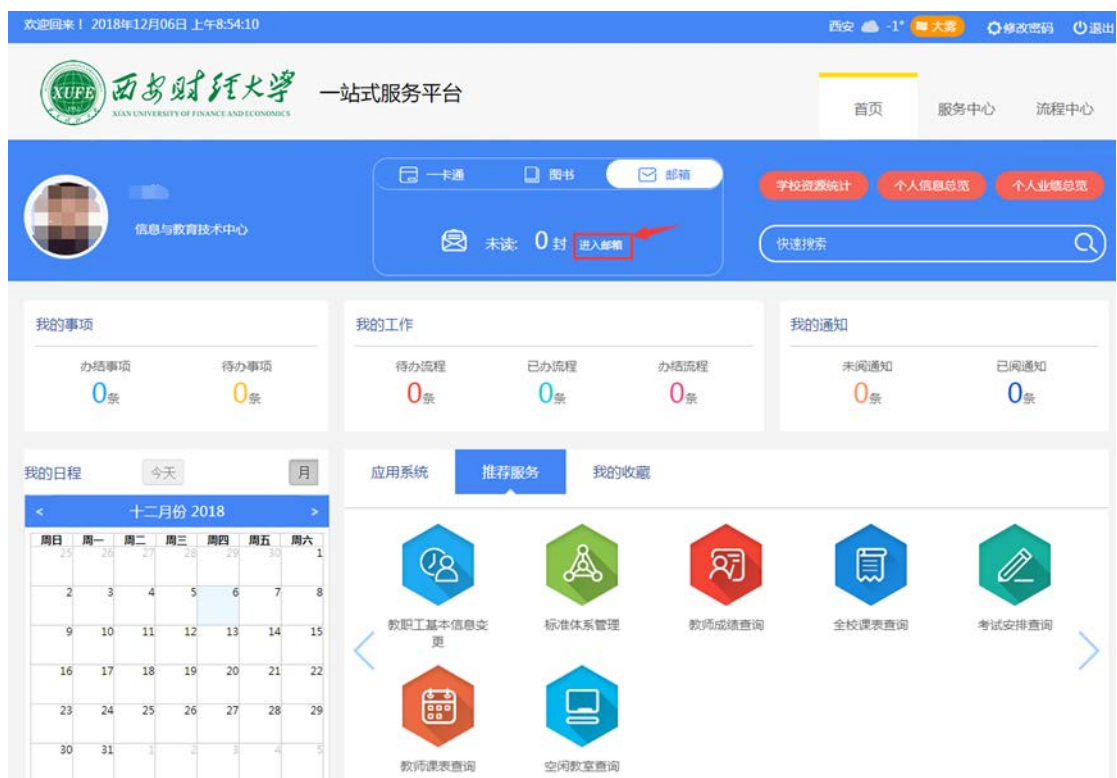 欢迎回来！ 2018年12月06日 上午8:54:10
西安 -1° 大雾 修改密码 退出
XUFE 西安财经大学 一站式服务平台
XI'AN UNIVERSITY OF FINANCE AND ECONOMICS
首页 服务中心 流程中心
一卡通 图书 邮箱
学校资源统计 个人信息总览 个人业绩总览
信息与教育技术中心
未读: 0 封 进入邮箱
快速搜索
我的事项 我的工作 我的通知
办结事项 待办事项 待办流程 已办流程 办结流程 未阅通知 已阅通知
0条 0条 0条 0条 0条 0条 0条
我的日程 今天 月
应用系统 推荐服务 我的收藏
< 十二月份 2018 >
周日 周一 周二 周三 周四 周五 周六
25 26 27 28 29 30 1
2 3 4 5 6 7 8
9 10 11 12 13 14 15
16 17 18 19 20 21 22
23 24 25 26 27 28 29
30 31 1 2 3 4 5
教职工基本信息变
更
标准体系管理
教师成绩查询
全校课表查询
考试安排查询
教师课表查询
空闲教室查询